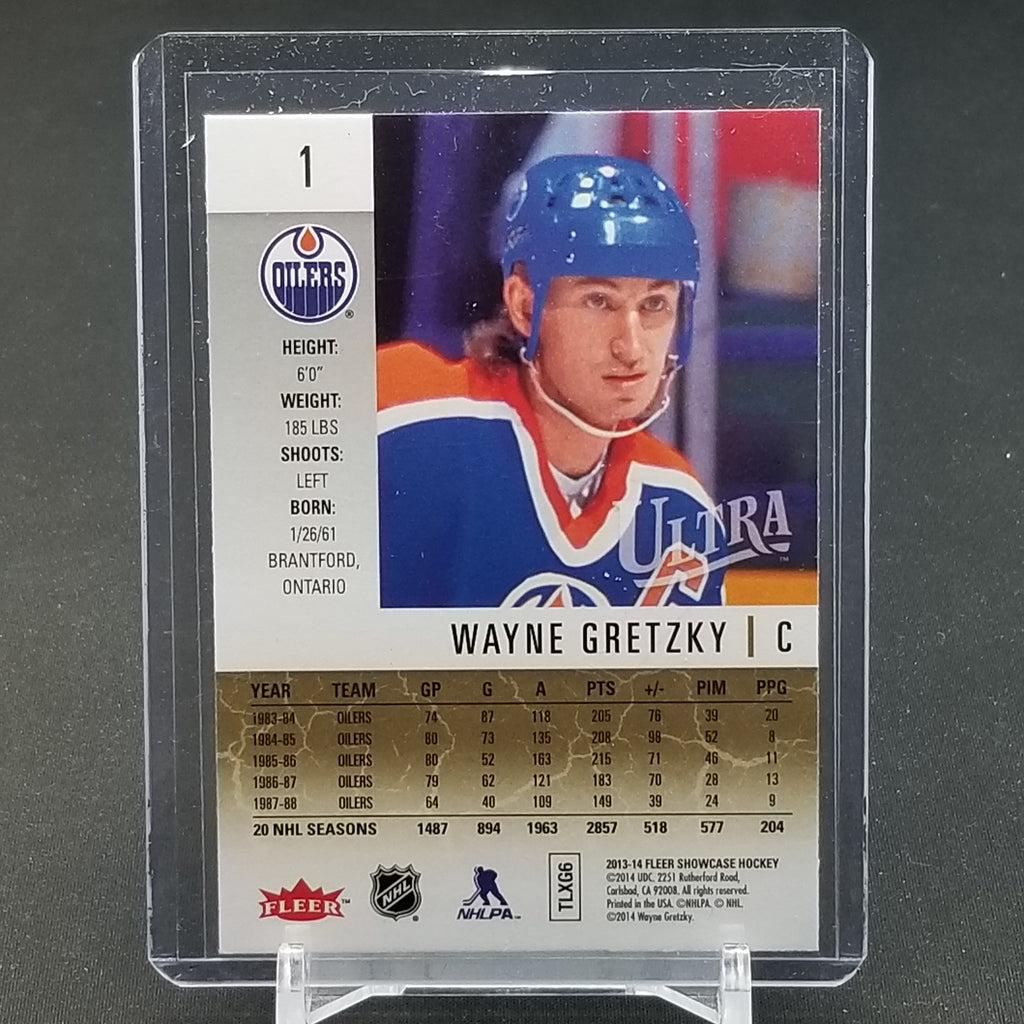 1
OILERS
®
HEIGHT:
6'0"
WEIGHT:
185 LBS
SHOOTS:
LEFT
BORN:
1/26/61
BRANTFORD,
ONTARIO
ULTRA™
C
WAYNE GRETZKY | C
YEAR TEAM GP G A PTS +/- PIM PPG
1983-84 OILERS 74 87 118 205 76 39 20
1984-85 OILERS 80 73 135 208 98 52 8
1985-86 OILERS 80 52 163 215 71 46 11
1986-87 OILERS 79 62 121 183 70 28 13
1987-88 OILERS 64 40 109 149 39 24 9
20 NHL SEASONS 1487 894 1963 2857 518 577 204
FLEER™
NHL®
NHLPA™
TLXG6
2013-14 FLEER SHOWCASE HOCKEY
©2014 UDC. 2251 Rutherford Road,
Carlsbad, CA 92008. All rights reserved.
Printed in the USA. ©NHLPA. © NHL.
©2014 Wayne Gretzky.